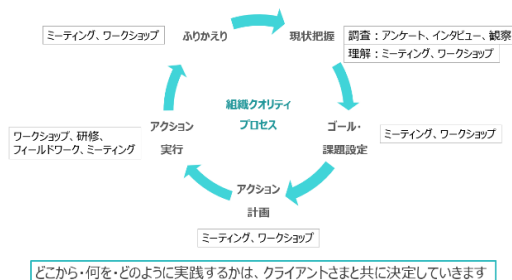 ミーティング、ワークショップ
ふりかえり
現状把握
調査：アンケート、インタビュー、観察
理解：ミーティング、ワークショップ
組織クオリティ
プロセス
ワークショップ、研修、
フィールドワーク、ミーティング
アクション
実行
ゴール・
課題設定
ミーティング、ワークショップ
アクション
計画
ミーティング、ワークショップ
どこから・何を・どのように実践するかは、クライアントさまと共に決定していきます